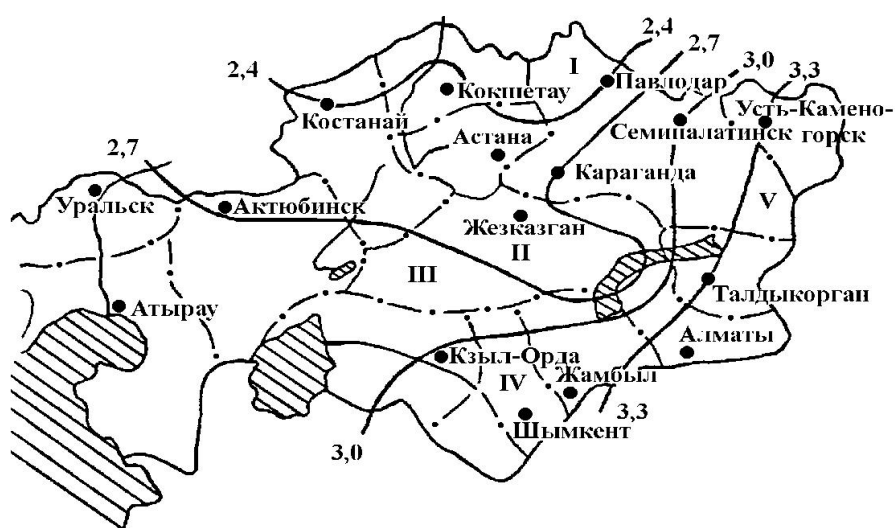 I
2,4
2,7
3,0
3,3
2,4
Павлодар
Кокшетау
Костанай
Семипалатинск
Усть-Камено-
горск
Астана
Караганда
2,7
V
Уральск
Актюбинск
Жезказган
II
III
Атырау
Талдыкорган
Алматы
Кзыл-Орда
IV
Жамбыл
3,3
Шымкент
3,0